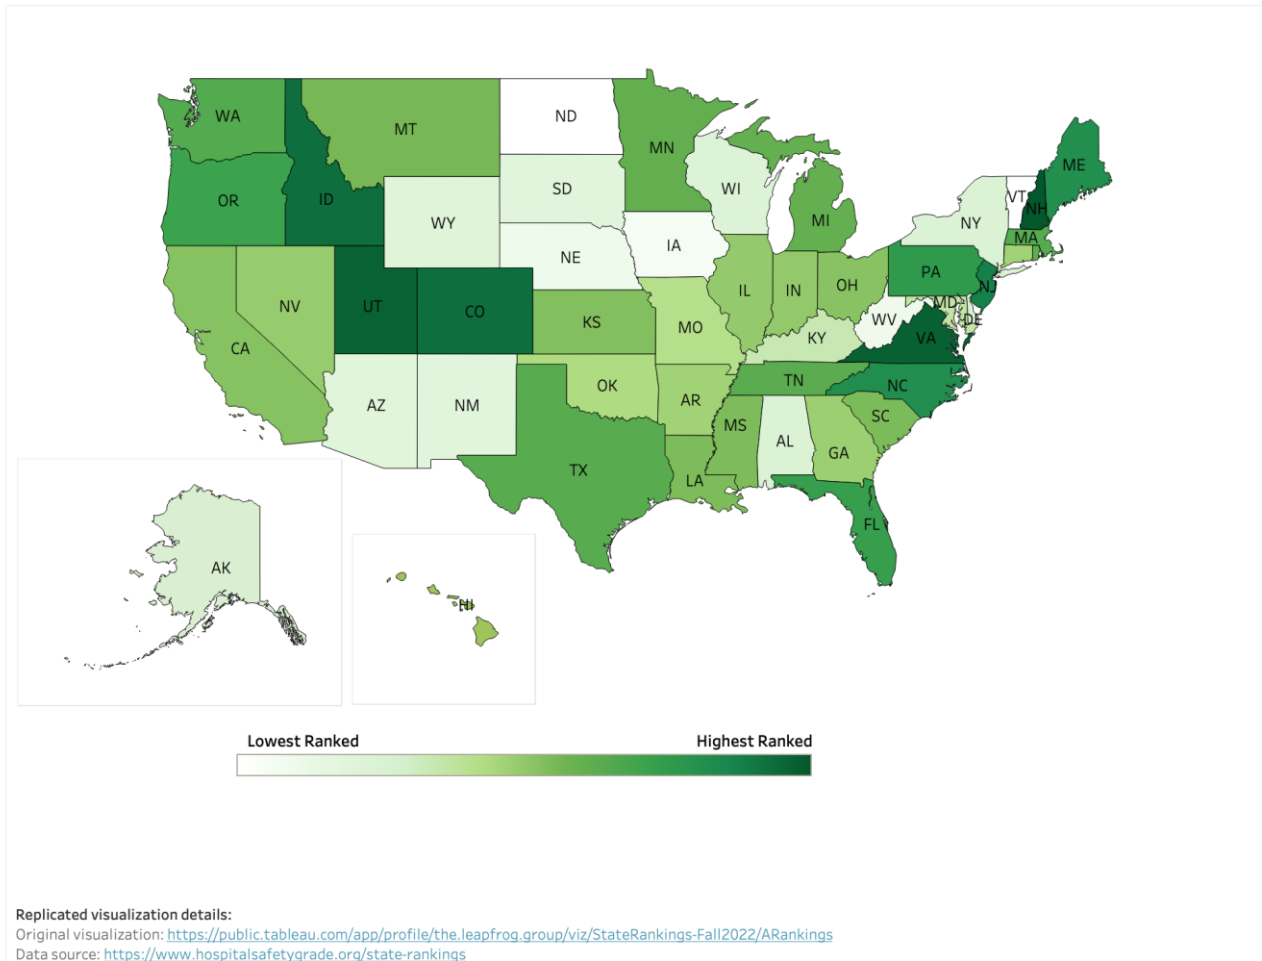 ND
WA
MT
MN
ME
SD
WI
VT
OR
ID
NH
WY
NY
MI
MA
IA
NE
PA
OH
NJ
IL
IN
NV
UT
CO
MD
WV
DE
KS
MO
KY
VA
CA
TN
OK
NC
AR
AZ
NM
MS
SC
AL
GA
TX
LA
FL
AK
HI
Lowest Ranked
Highest Ranked
Replicated visualization details:
Original visualization: https://public.tableau.com/app/profile/the.leapfrog.group/viz/StateRankings-Fall2022/ARankings
Data source: https://www.hospitalsafetygrade.org/state-rankings